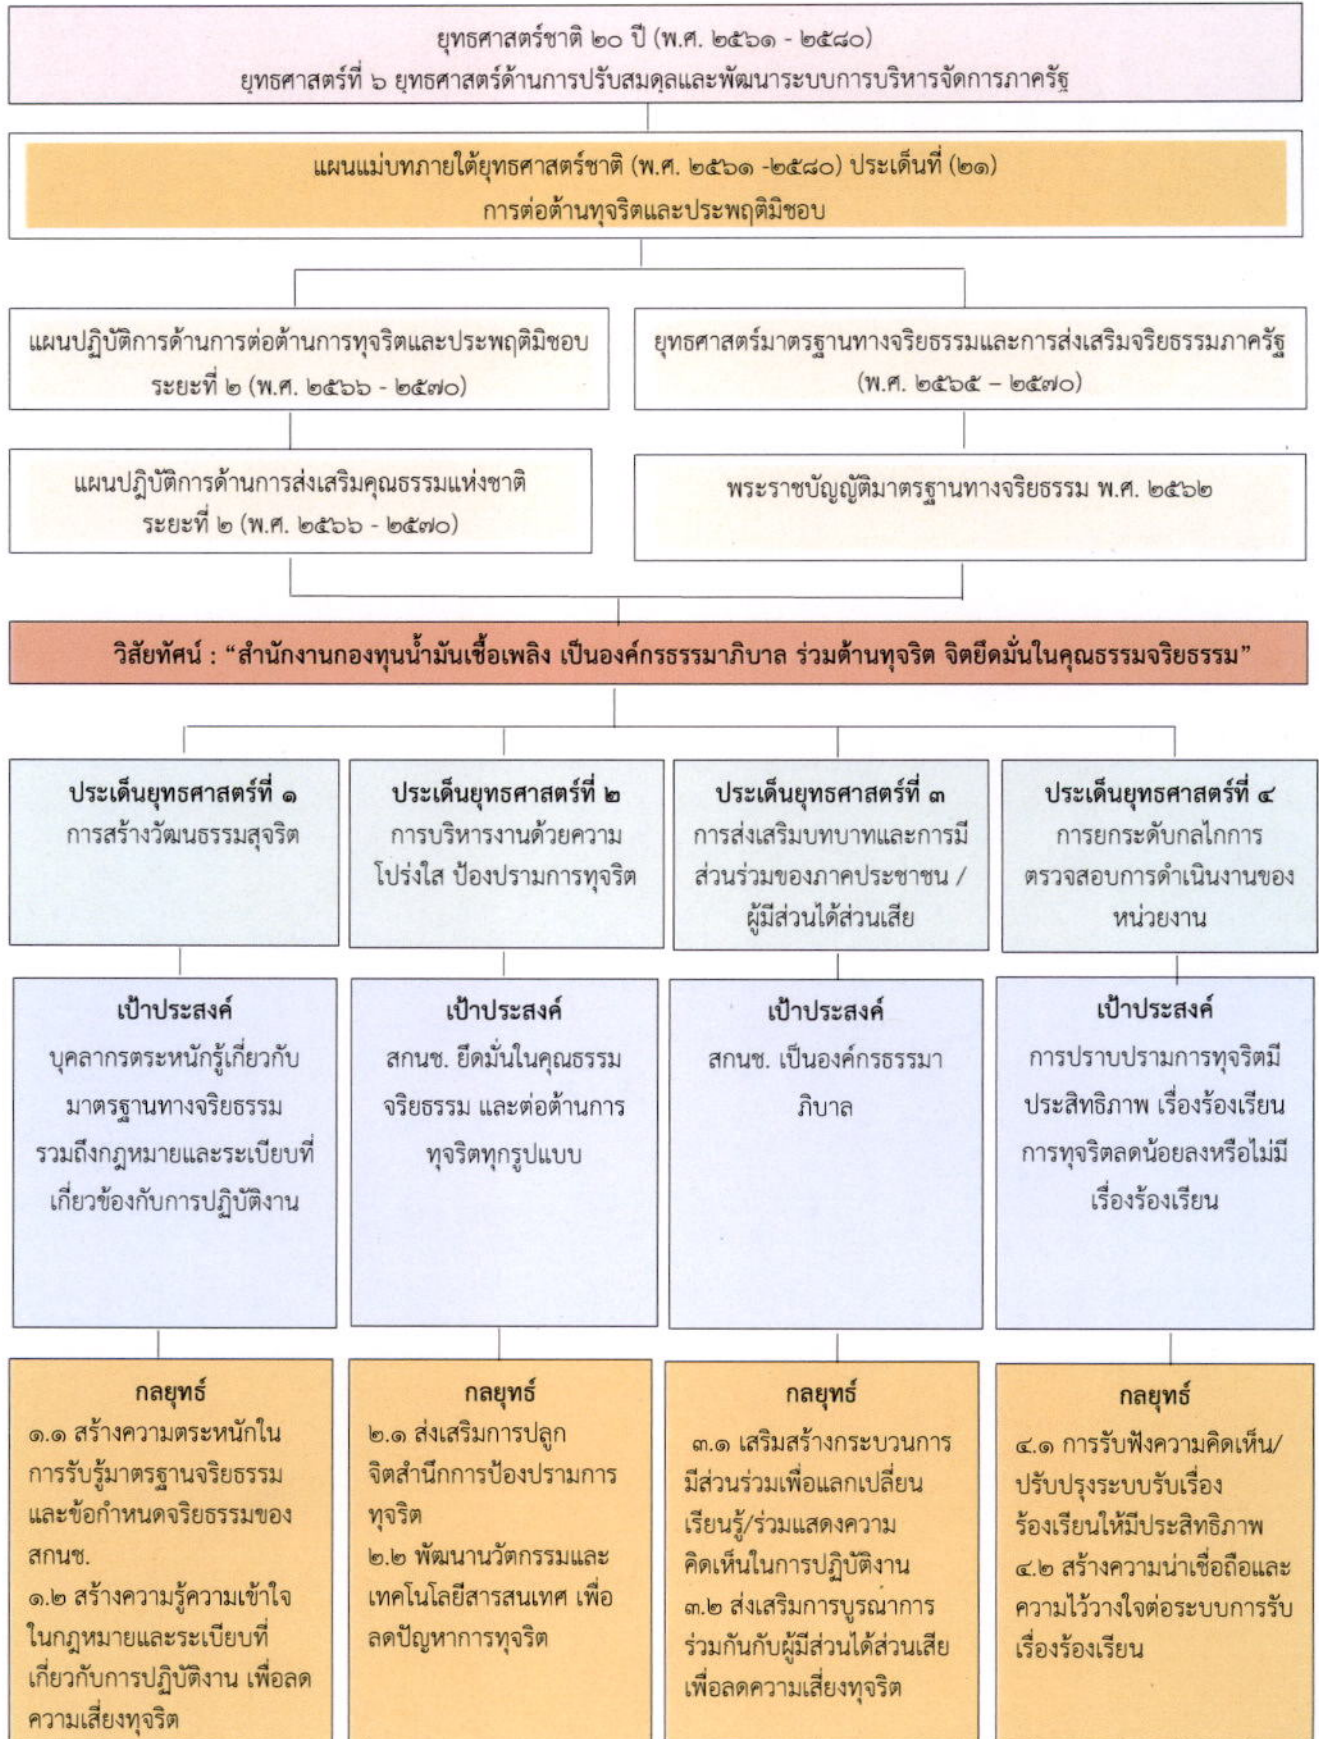 ยุทธศาสตร์ชาติ ๒๐ ปี (พ.ศ. ๒๕๖๑ - ๒๕๘๐)
ยุทธศาสตร์ที่ ๖ ยุทธศาสตร์ด้านการปรับสมดุลและพัฒนาระบบการบริหารจัดการภาครัฐ
แผนแม่บทภายใต้ยุทธศาสตร์ชาติ (พ.ศ. ๒๕๖๑ -๒๕๘๐) ประเด็นที่ (๒๑)
การต่อต้านทุจริตและประพฤติมิชอบ
แผนปฏิบัติการด้านการต่อต้านการทุจริตและประพฤติมิชอบ
ระยะที่ ๒ (พ.ศ. ๒๕๖๖ - ๒๕๗๐)
ยุทธศาสตร์มาตรฐานทางจริยธรรมและการส่งเสริมจริยธรรมภาครัฐ
(พ.ศ. ๒๕๖๕ – ๒๕๗๐)
แผนปฏิบัติการด้านการส่งเสริมคุณธรรมแห่งชาติ
ระยะที่ ๒ (พ.ศ. ๒๕๖๖ - ๒๕๗๐)
พระราชบัญญัติมาตรฐานทางจริยธรรม พ.ศ. ๒๕๖๒
วิสัยทัศน์ : “สำนักงานกองทุนน้ำมันเชื้อเพลิง เป็นองค์กรธรรมาภิบาล ร่วมต้านทุจริต จิตยึดมั่นในคุณธรรมจริยธรรม”
ประเด็นยุทธศาสตร์ที่ ๑
การสร้างวัฒนธรรมสุจริต
ประเด็นยุทธศาสตร์ที่ ๒
การบริหารงานด้วยความ
โปร่งใส ป้องปรามการทุจริต
ประเด็นยุทธศาสตร์ที่ ๓
การส่งเสริมบทบาทและการมี
ส่วนร่วมของภาคประชาชน /
ผู้มีส่วนได้ส่วนเสีย
ประเด็นยุทธศาสตร์ที่ ๔
การยกระดับกลไกการ
ตรวจสอบการดำเนินงานของ
หน่วยงาน
เป้าประสงค์
บุคลากรตระหนักรู้เกี่ยวกับ
มาตรฐานทางจริยธรรม
รวมถึงกฎหมายและระเบียบที่
เกี่ยวข้องกับการปฏิบัติงาน
เป้าประสงค์
สกนช. ยึดมั่นในคุณธรรม
จริยธรรม และต่อต้านการ
ทุจริตทุกรูปแบบ
เป้าประสงค์
สกนช. เป็นองค์กรธรรมา
ภิบาล
เป้าประสงค์
การปราบปรามการทุจริตมี
ประสิทธิภาพ เรื่องร้องเรียน
การทุจริตลดน้อยลงหรือไม่มี
เรื่องร้องเรียน
กลยุทธ์
๑.๑ สร้างความตระหนักใน
การรับรู้มาตรฐานจริยธรรม
และข้อกำหนดจริยธรรมของ
สกนช.
๑.๒ สร้างความรู้ความเข้าใจ
ในกฎหมายและระเบียบที่
เกี่ยวกับการปฏิบัติงาน เพื่อลด
ความเสี่ยงทุจริต
กลยุทธ์
๒.๑ ส่งเสริมการปลูก
จิตสำนึกการป้องปรามการ
ทุจริต
๒.๒ พัฒนานวัตกรรมและ
เทคโนโลยีสารสนเทศ เพื่อ
ลดปัญหาการทุจริต
กลยุทธ์
๓.๑ เสริมสร้างกระบวนการ
มีส่วนร่วมเพื่อแลกเปลี่ยน
เรียนรู้/ร่วมแสดงความ
คิดเห็นในการปฏิบัติงาน
๓.๒ ส่งเสริมการบูรณาการ
ร่วมกันกับผู้มีส่วนได้ส่วนเสีย
เพื่อลดความเสี่ยงทุจริต
กลยุทธ์
๔.๑ การรับฟังความคิดเห็น/
ปรับปรุงระบบรับเรื่อง
ร้องเรียนให้มีประสิทธิภาพ
๔.๒ สร้างความน่าเชื่อถือและ
ความไว้วางใจต่อระบบการรับ
เรื่องร้องเรียน